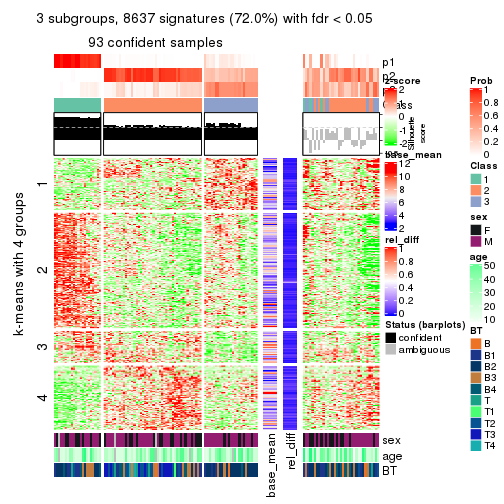 3 subgroups, 8637 signatures (72.0%) with fdr < 0.05
93 confident samples
p1
p2
Class
z-score
2
1
0
-1
-2
Silhouette
score
base_mean
12
10
8
6
4
2
rel_diff
1
0.8
0.6
0.4
0.2
0
Status (barplots)
confident
ambiguous
Prob
1
0.8
0.6
0.4
0.2
0
Class
1
2
3
sex
F
M
age
50
40
30
20
10
BT
B
B1
B2
B3
B4
T
T1
T2
T3
T4
k-means with 4 groups
1
2
3
4
base_mean
rel_diff
sex
age
BT